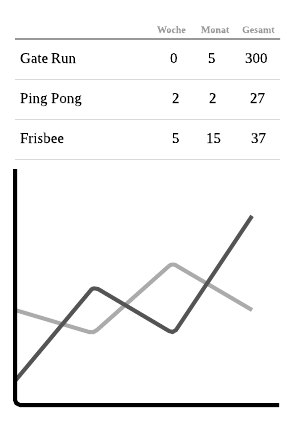 Woche Monat Gesamt
Gate Run 0 5 300
Ping Pong 2 2 27
Frisbee 5 15 37